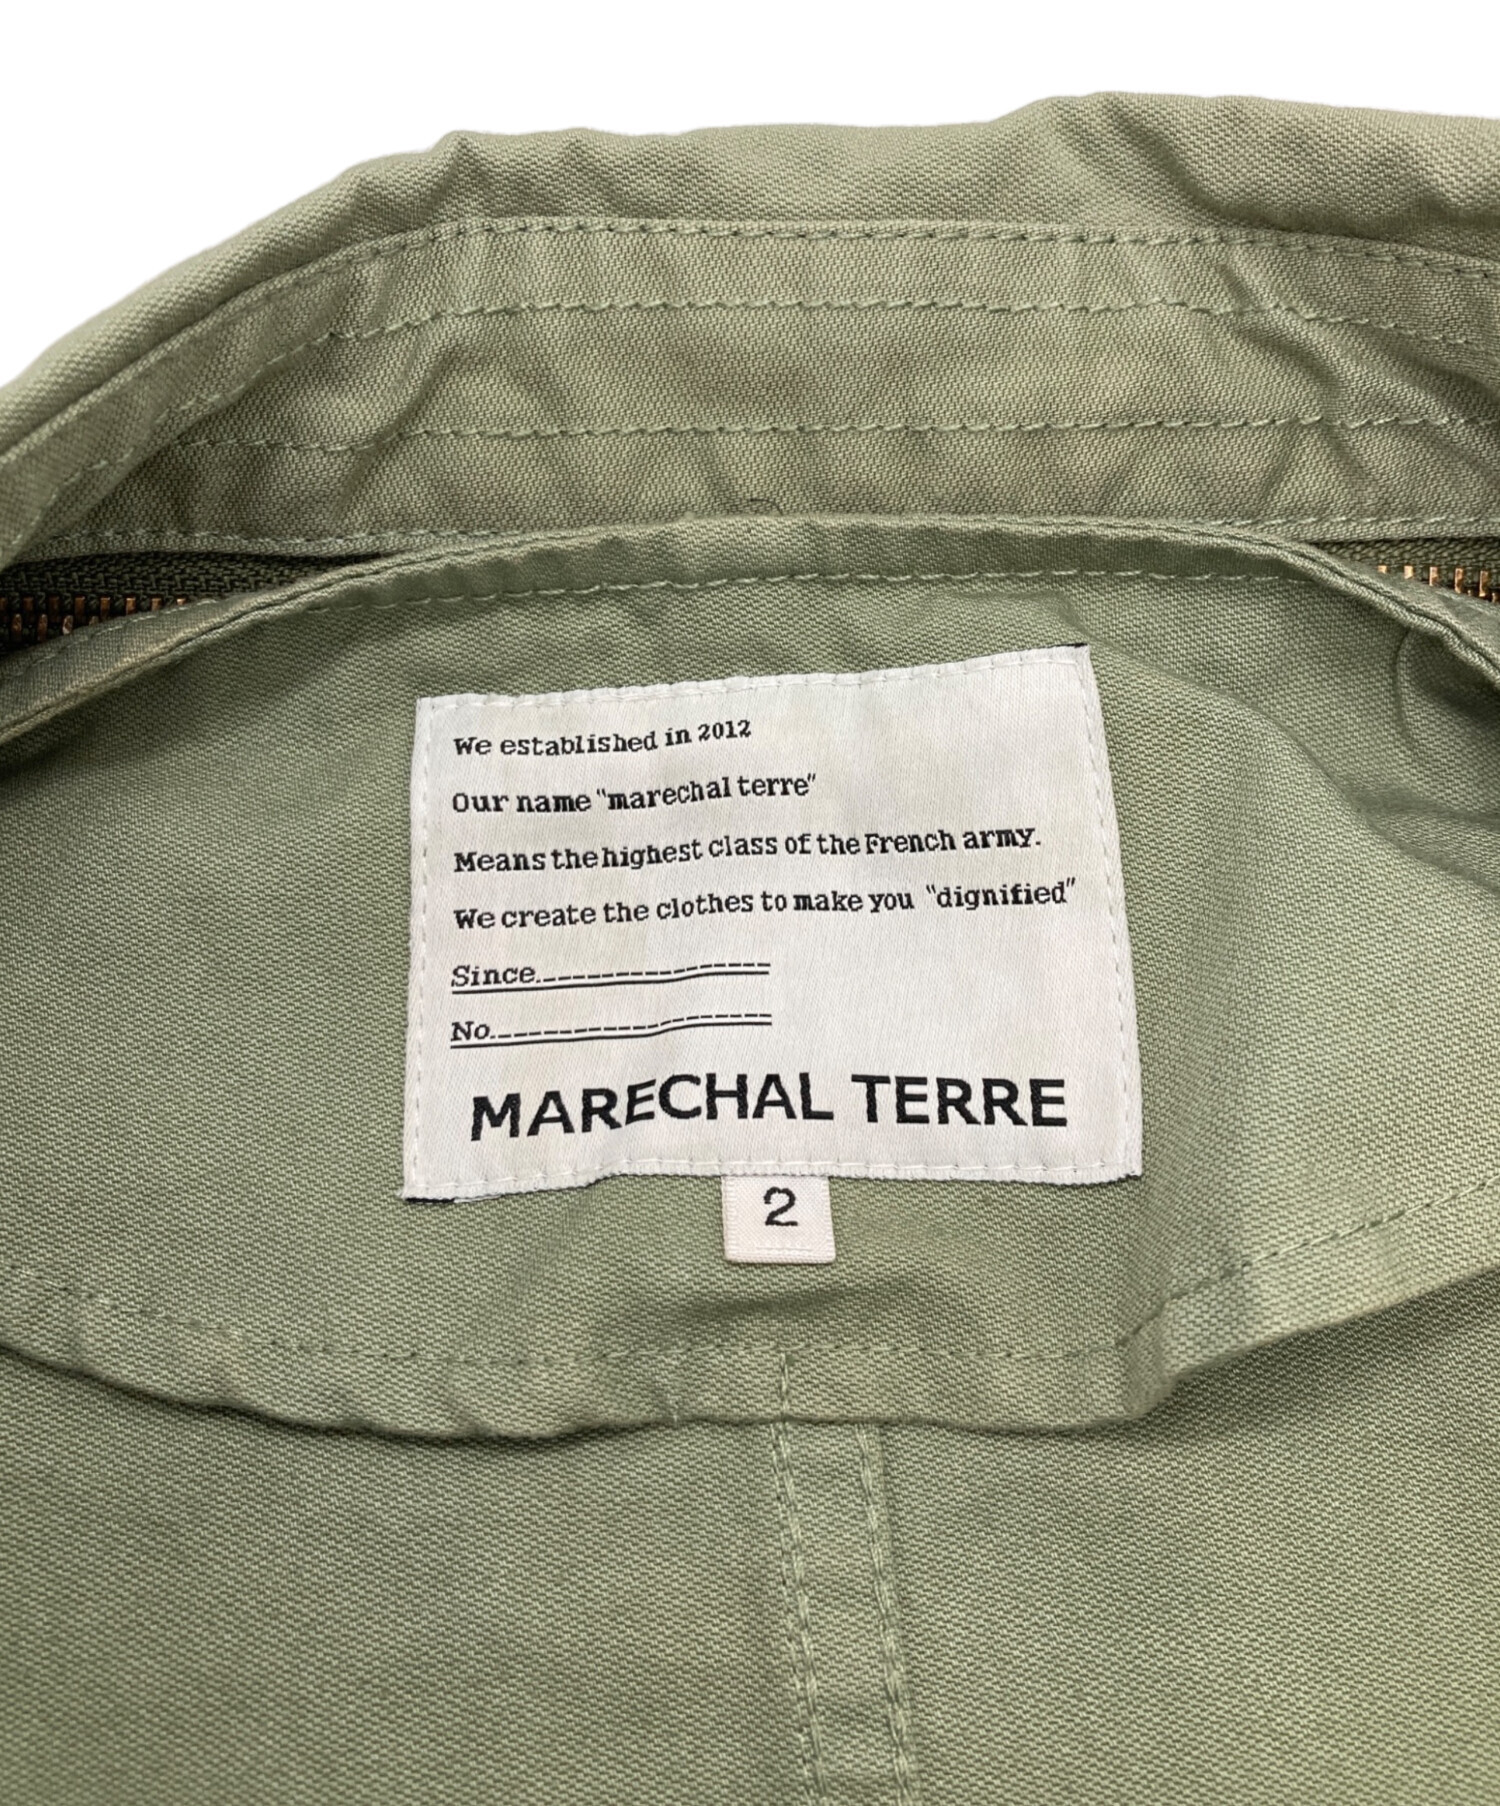 We established in 2012
Our name "marechal terre"
Means the highest class of the French army.
We create the clothes to make you "dignified"
Since
No.
MARECHAL TERRE
2